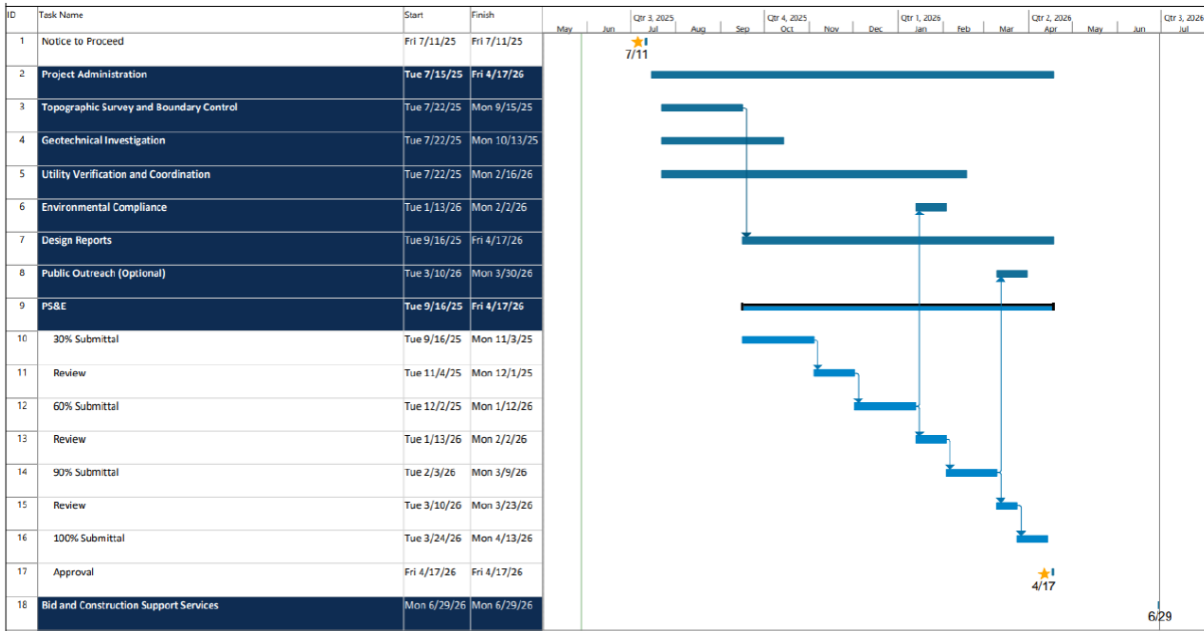 ID Task Name Start Finish
Qtr 3, 2025 Qtr 4, 2025 Qtr 1, 2026 Qtr 2, 2026 Qtr 3, 2026
May Jun Jul Aug Sep Oct Nov Dec Jan Feb Mar Apr May Jun Jul
1 Notice to Proceed Fri 7/11/25 Fri 7/11/25
7/11
2 Project Administration Tue 7/15/25 Fri 4/17/26
3 Topographic Survey and Boundary Control Tue 7/22/25 Mon 9/15/25
4 Geotechnical Investigation Tue 7/22/25 Mon 10/13/25
5 Utility Verification and Coordination Tue 7/22/25 Mon 2/16/26
6 Environmental Compliance Tue 1/13/26 Mon 2/2/26
7 Design Reports Tue 9/16/25 Fri 4/17/26
8 Public Outreach (Optional) Tue 3/10/26 Mon 3/30/26
9 PS&E Tue 9/16/25 Fri 4/17/26
10 30% Submittal Tue 9/16/25 Mon 11/3/25
11 Review Tue 11/4/25 Mon 12/1/25
12 60% Submittal Tue 12/2/25 Mon 1/12/26
13 Review Tue 1/13/26 Mon 2/2/26
14 90% Submittal Tue 2/3/26 Mon 3/9/26
15 Review Tue 3/10/26 Mon 3/23/26
16 100% Submittal Tue 3/24/26 Mon 4/13/26
17 Approval Fri 4/17/26 Fri 4/17/26
4/17
18 Bid and Construction Support Services Mon 6/29/26 Mon 6/29/26
6/29